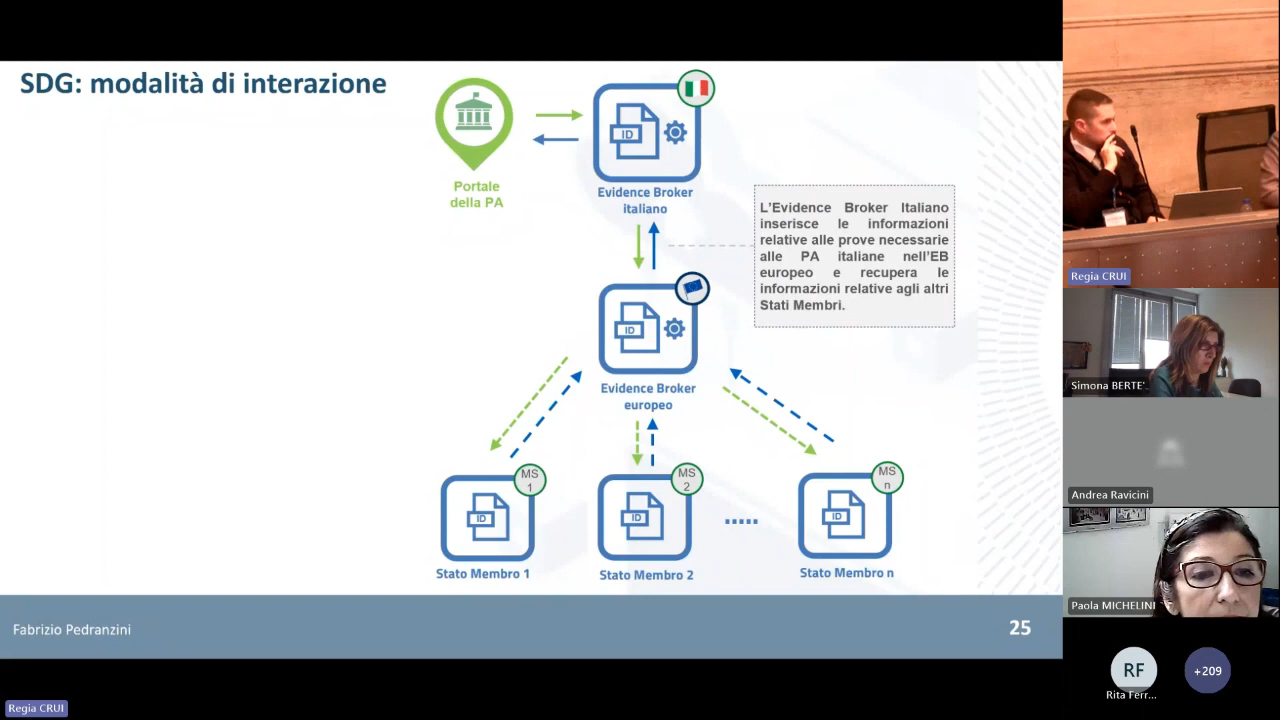 SDG: modalità di interazione
Portale
della PA
ID
Evidence Broker
italiano
L'Evidence Broker Italiano
inserisce le informazioni
relative alle prove necessarie
alle PA italiane nell'EB
europeo e recupera le
informazioni relative agli altri
Stati Membri.
ID
Evidence Broker
europeo
MS
1
ID
Stato Membro 1
MS
2
ID
Stato Membro 2
.....
MS
n
ID
Stato Membro n
Fabrizio Pedranzini
25
Regia CRUI
Regia CRUI
Simona BERTE'
Andrea Ravicini
Paola MICHELINI
RF
Rita Ferr...
+209